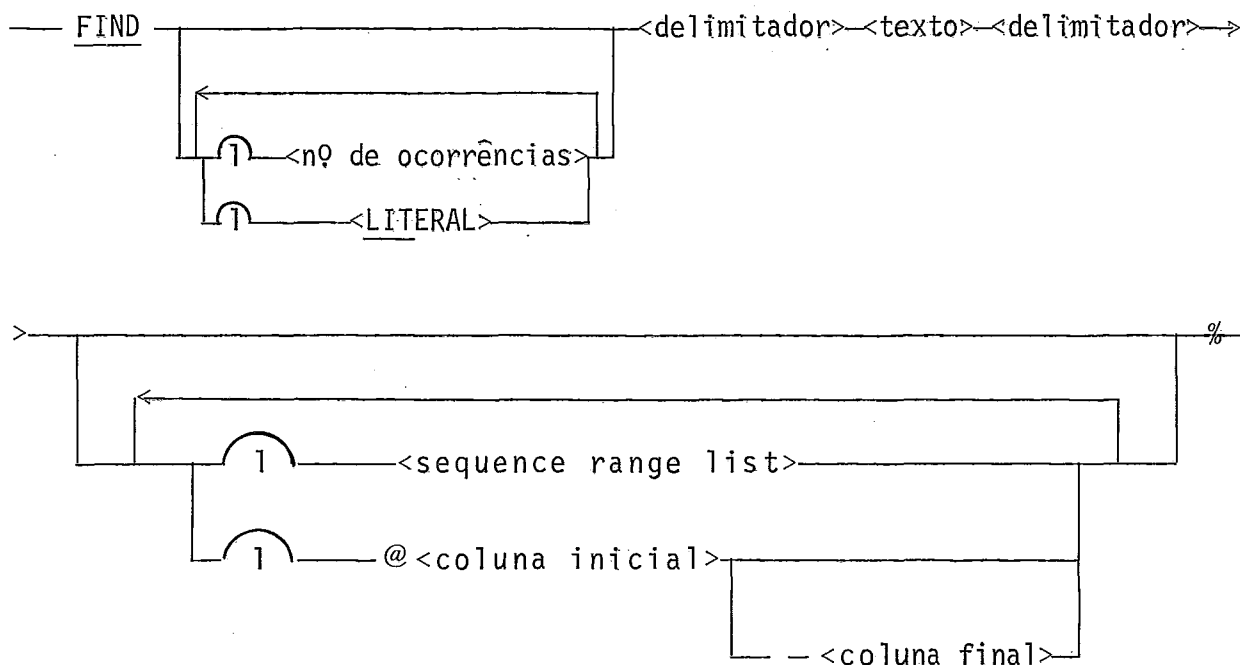 FIND <delimitador> <texto> <delimitador>
1 <nº de ocorrências>
1 <LITERAL>
> %
1 <sequence range list>
1 @ <coluna inicial>
- <coluna final>